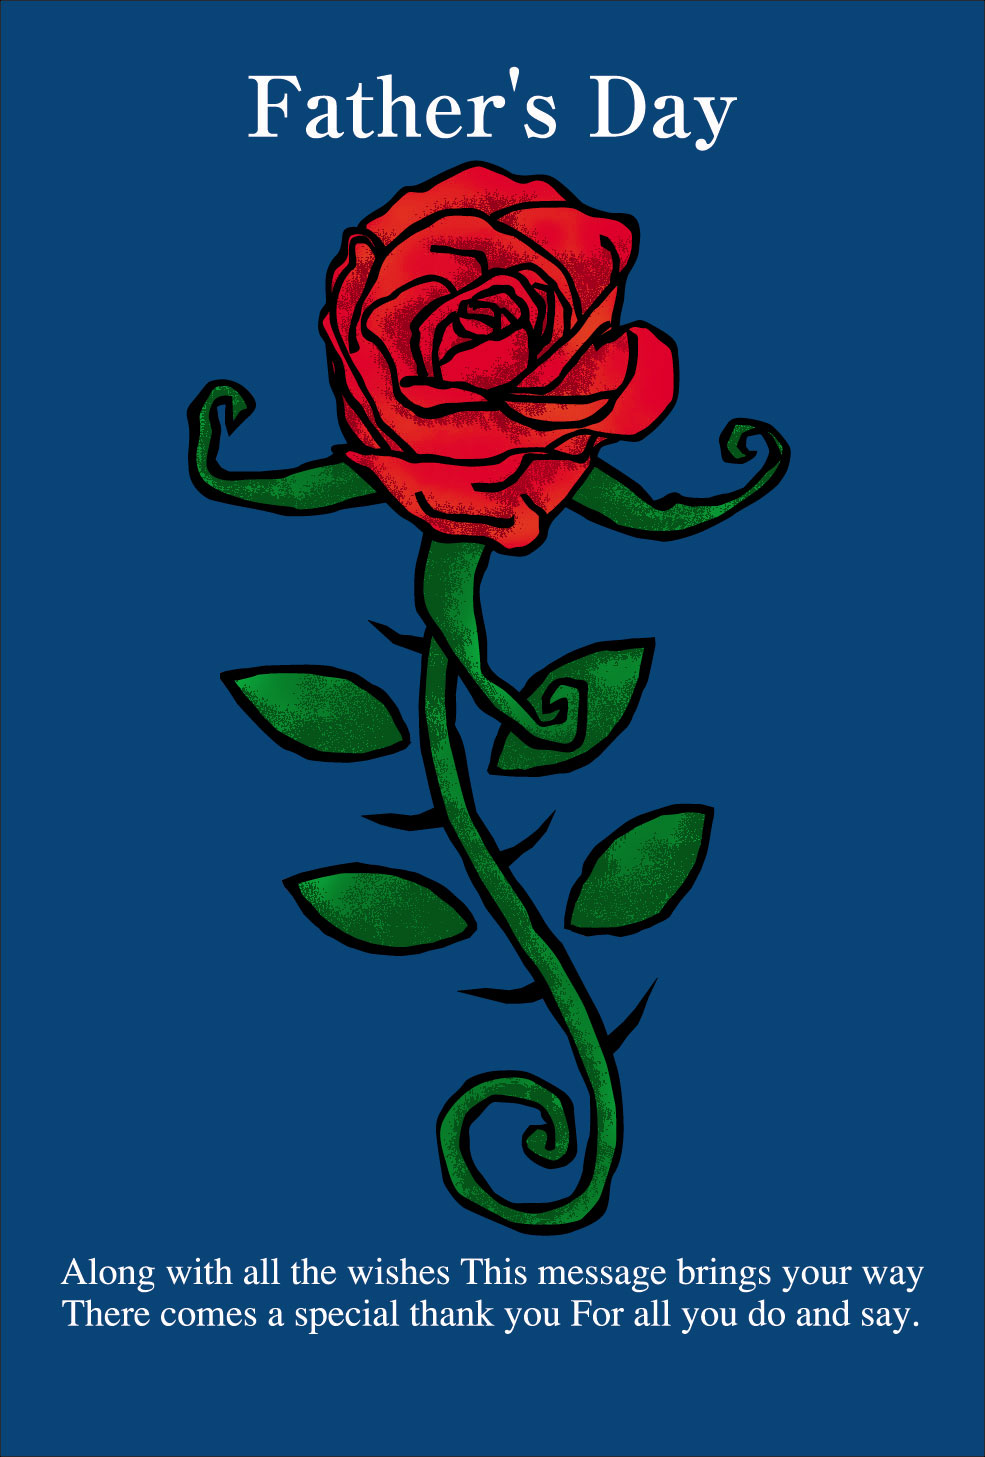 Father's Day
Along with all the wishes This message brings your way
There comes a special thank you For all you do and say.